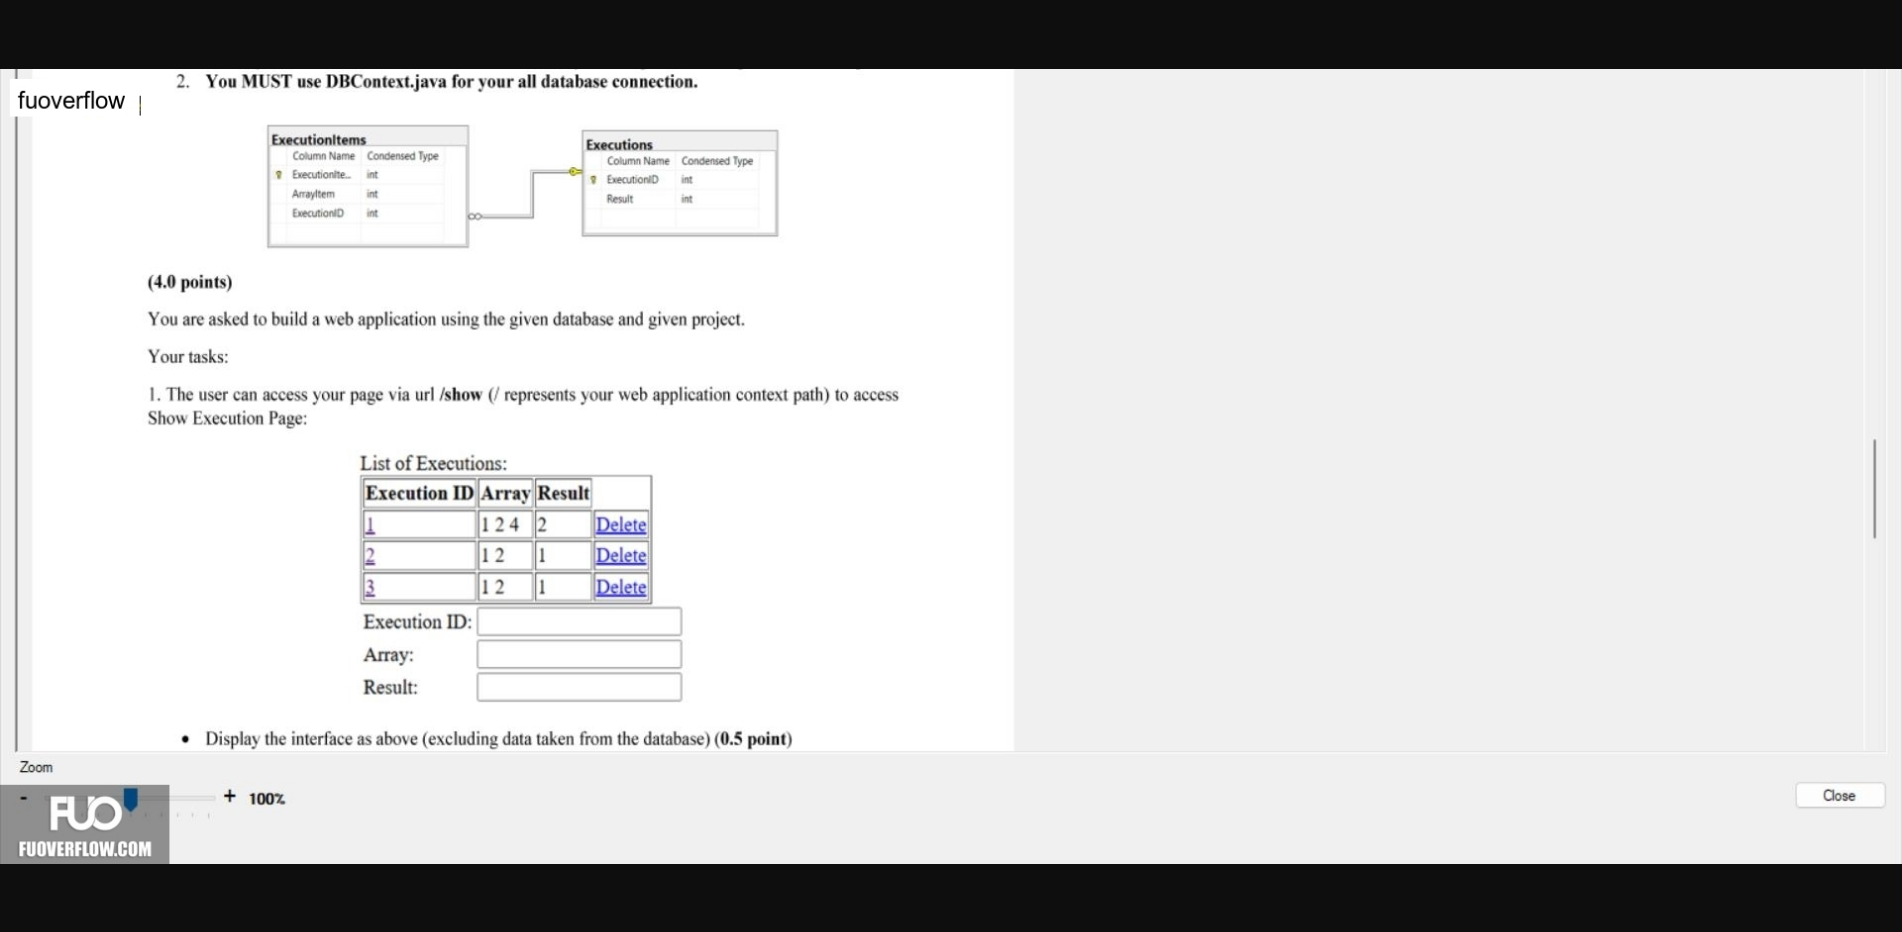 2. You MUST use DBContext.java for your all database connection.
fuoverflow
ExecutionItems
Column Name Condensed Type
ExecutionIte... int
ArrayItem int
ExecutionID int
Executions
Column Name Condensed Type
ExecutionID int
Result int
(4.0 points)
You are asked to build a web application using the given database and given project.
Your tasks:
1. The user can access your page via url /show (/ represents your web application context path) to access
Show Execution Page:
List of Executions:
Execution ID Array Result
1 1 2 4 2 Delete
2 1 2 1 Delete
3 1 2 1 Delete
Execution ID:
Array:
Result:
• Display the interface as above (excluding data taken from the database) (0.5 point)
Zoom
- + 100%
Close
FUO
FUOVERFLOW.COM